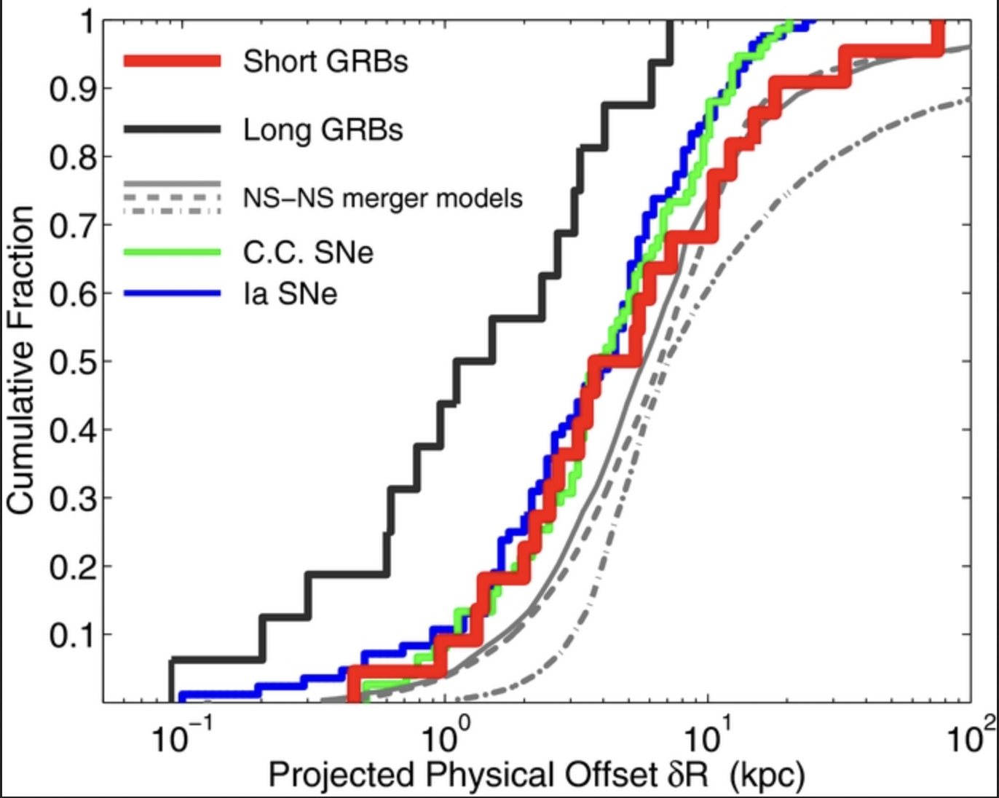 1
0.9
0.8
0.7
0.6
0.5
0.4
0.3
0.2
0.1
Cumulative Fraction
Short GRBs
Long GRBs
NS–NS merger models
C.C. SNe
Ia SNe
10⁻¹ 10⁰ 10¹ 10²
Projected Physical Offset δR (kpc)